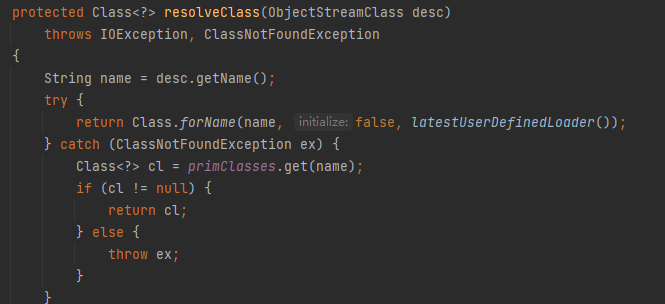 protected Class<?> resolveClass(ObjectStreamClass desc)
    throws IOException, ClassNotFoundException
{
    String name = desc.getName();
    try {
        return Class.forName(name, initialize: false, latestUserDefinedLoader());
    } catch (ClassNotFoundException ex) {
        Class<?> cl = primClasses.get(name);
        if (cl != null) {
            return cl;
        } else {
            throw ex;
        }
    }